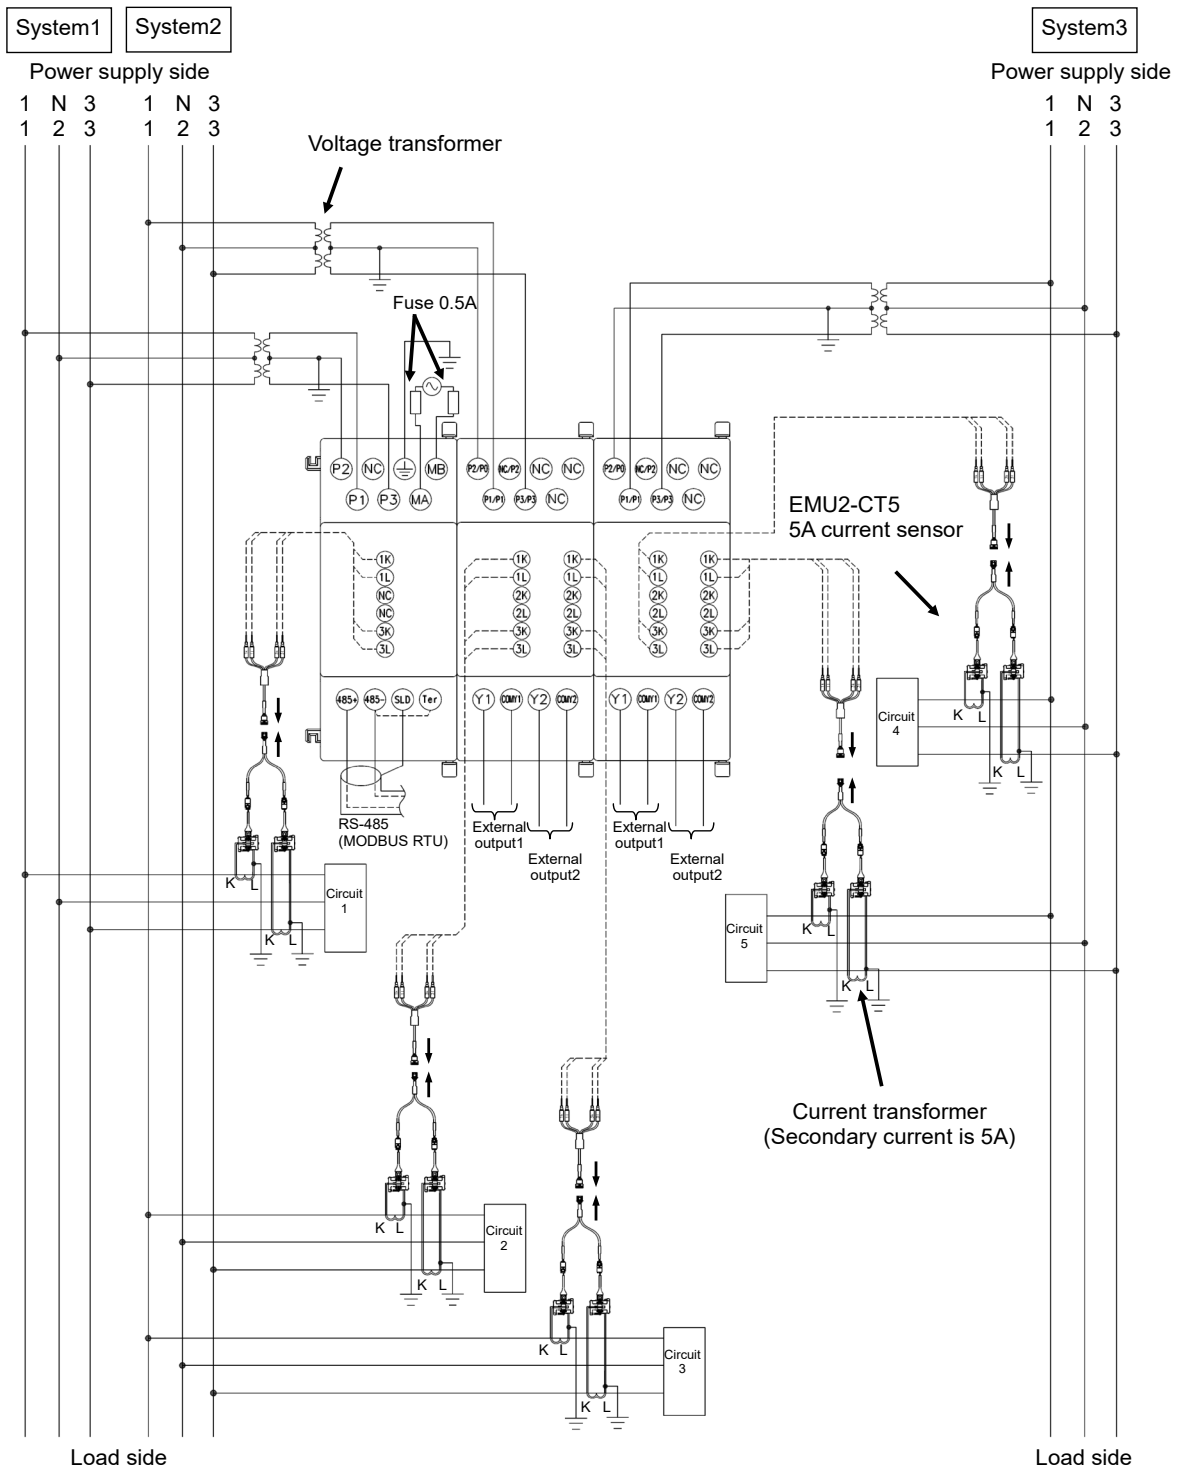 System1 System2 System3
Power supply side Power supply side
1 N 3 1 N 3 1 N 3
1 2 3 1 2 3 1 2 3
Voltage transformer
Fuse 0.5A
P2 NC MB P2/P0 NC/P2 NC NC P2/P0 NC/P2 NC NC
P1 P3 MA P1/P1 P3/P3 NC P1/P1 P3/P3 NC
EMU2-CT5
5A current sensor
1K 1K 1K 1K 1K
1L 1L 1L 1L 1L
NC 2K 2K 2K 2K
NC 2L 2L 2L 2L
3K 3K 3K 3K 3K
3L 3L 3L 3L 3L
485+ 485- SLD Ter Y1 COMY1 Y2 COMY2 Y1 COMY1 Y2 COMY2
K L
Circuit
4
K L
RS-485
(MODBUS RTU)
External
output1
External
output2
External
output1
External
output2
K L
Circuit
1
K L
K L
Circuit
5
K L
Current transformer
(Secondary current is 5A)
K L
Circuit
2
K L
K L
Circuit
3
K L
Load side Load side